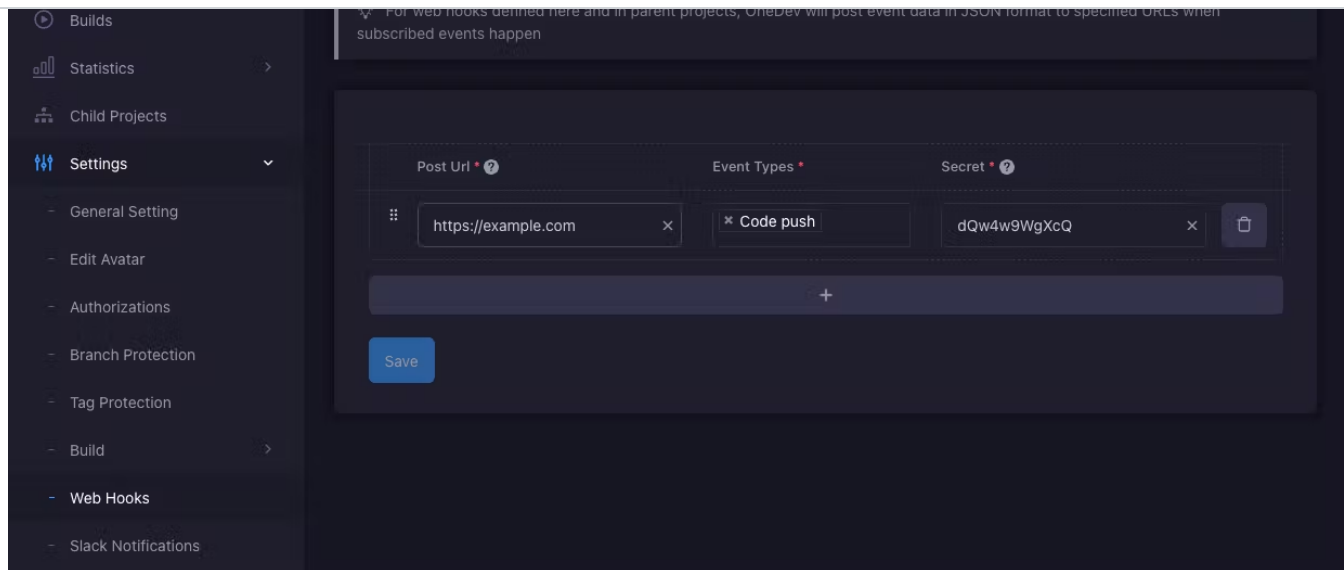 Builds
Statistics
Child Projects
Settings
General Setting
Edit Avatar
Authorizations
Branch Protection
Tag Protection
Build
Web Hooks
Slack Notifications
For web hooks defined here and in parent projects, OneDev will post event data in JSON format to specified URLs when
subscribed events happen
Post Url * Event Types * Secret *
https://example.com Code push dQw4w9WgXcQ
+
Save